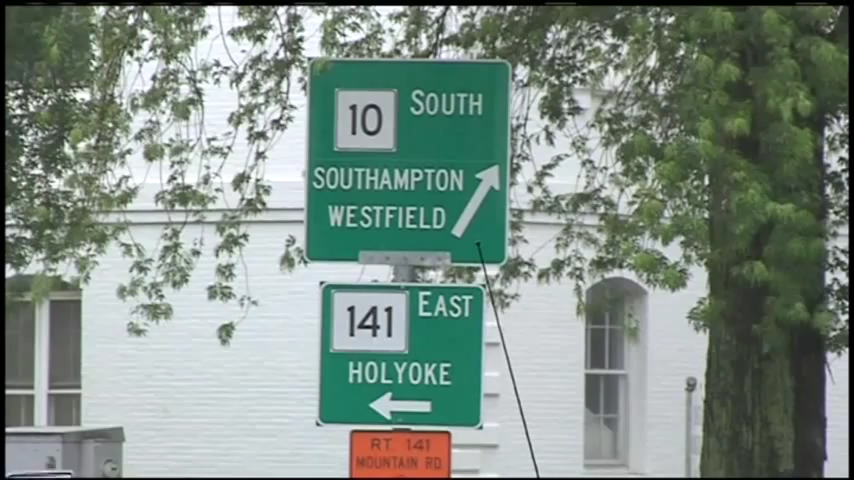 10 SOUTH
SOUTHAMPTON
WESTFIELD
141 EAST
HOLYOKE
RT. 141
MOUNTAIN RD.